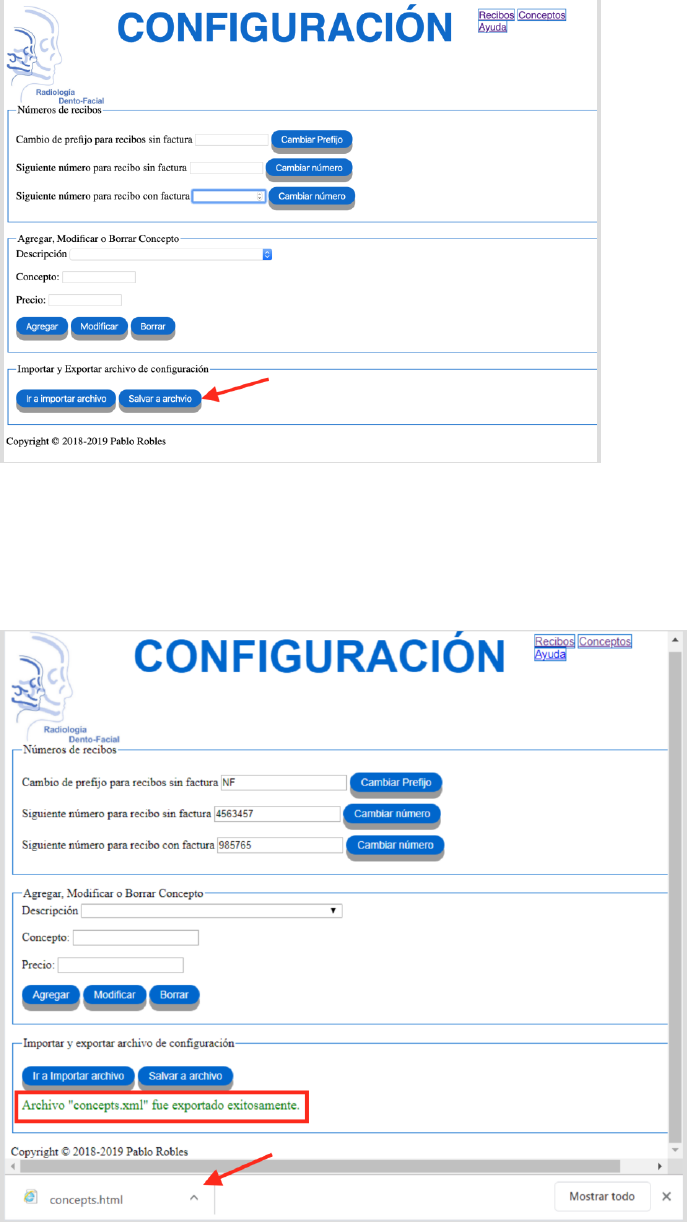 CONFIGURACIÓN
Recibos Conceptos
Ayuda
Radiología
Dento-Facial
Números de recibos
Cambio de prefijo para recibos sin factura Cambiar Prefijo
Siguiente número para recibo sin factura Cambiar número
Siguiente número para recibo con factura Cambiar número
Agregar, Modificar o Borrar Concepto
Descripción
Concepto:
Precio:
Agregar Modificar Borrar
Importar y Exportar archivo de configuración
Ir a importar archivo Salvar a archvio
Copyright © 2018-2019 Pablo Robles
CONFIGURACIÓN
Recibos Conceptos
Ayuda
Radiología
Dento-Facial
Números de recibos
Cambio de prefijo para recibos sin factura NF Cambiar Prefijo
Siguiente número para recibo sin factura 4563457 Cambiar número
Siguiente número para recibo con factura 985765 Cambiar número
Agregar, Modificar o Borrar Concepto
Descripción
Concepto:
Precio:
Agregar Modificar Borrar
Importar y exportar archivo de configuración
Ir a Importar archivo Salvar a archivo
Archivo "concepts.xml" fue exportado exitosamente.
Copyright © 2018-2019 Pablo Robles
concepts.html Mostrar todo